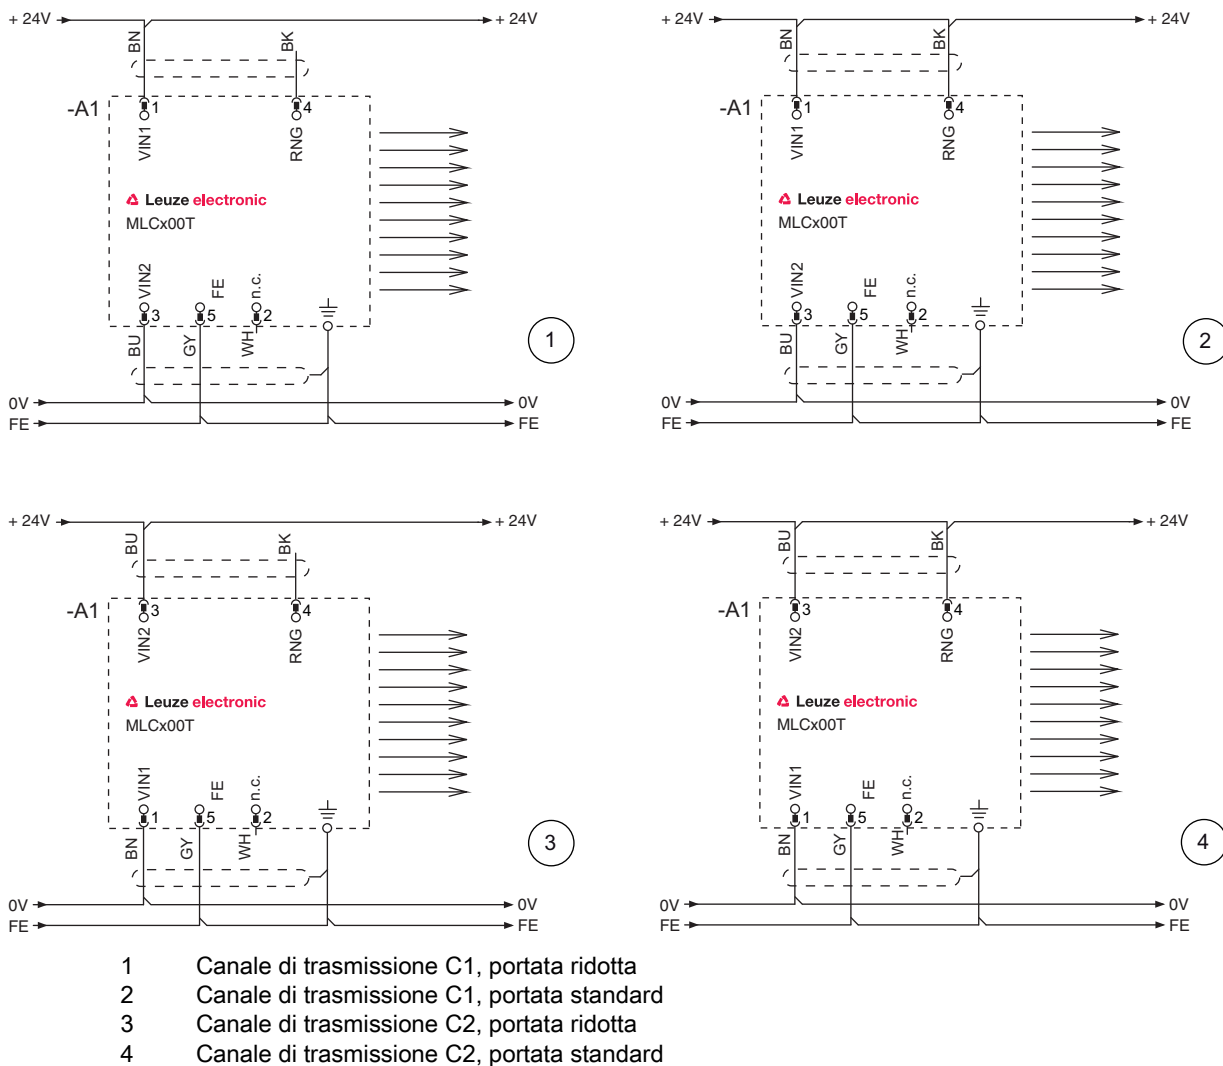 + 24V + 24V
BN BK
-A1 1 4
VIN1 RNG
Leuze electronic
MLCx00T
VIN2 FE n.c.
3 5 2
BU GY WH
1
0V 0V
FE FE
+ 24V + 24V
BN BK
-A1 1 4
VIN1 RNG
Leuze electronic
MLCx00T
VIN2 FE n.c.
3 5 2
BU GY WH
2
0V 0V
FE FE
+ 24V + 24V
BU BK
-A1 3 4
VIN2 RNG
Leuze electronic
MLCx00T
VIN1 FE n.c.
1 5 2
BN GY WH
3
0V 0V
FE FE
+ 24V + 24V
BU BK
-A1 3 4
VIN2 RNG
Leuze electronic
MLCx00T
VIN1 FE n.c.
1 5 2
BN GY WH
4
0V 0V
FE FE
1 Canale di trasmissione C1, portata ridotta
2 Canale di trasmissione C1, portata standard
3 Canale di trasmissione C2, portata ridotta
4 Canale di trasmissione C2, portata standard